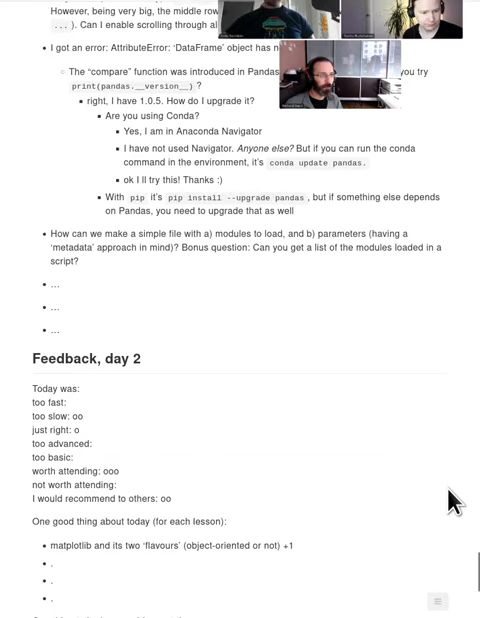 However, being very big, the middle row
... ). Can I enable scrolling through al
I got an error: AttributeError: 'DataFrame' object has n
The "compare" function was introduced in Pandas you try
print(pandas.__version__) ?
right, I have 1.0.5. How do I upgrade it?
Are you using Conda?
Yes, I am in Anaconda Navigator
I have not used Navigator. Anyone else? But if you can run the conda
command in the environment, it's conda update pandas.
ok I ll try this! Thanks :)
With pip it's pip install --upgrade pandas , but if something else depends
on Pandas, you need to upgrade that as well
How can we make a simple file with a) modules to load, and b) parameters (having a
'metadata' approach in mind)? Bonus question: Can you get a list of the modules loaded in a
script?
...
...
...
Feedback, day 2
Today was:
too fast:
too slow: oo
just right: o
too advanced:
too basic:
worth attending: ooo
not worth attending:
I would recommend to others: oo
One good thing about today (for each lesson):
matplotlib and its two 'flavours' (object-oriented or not) +1
.
.
.